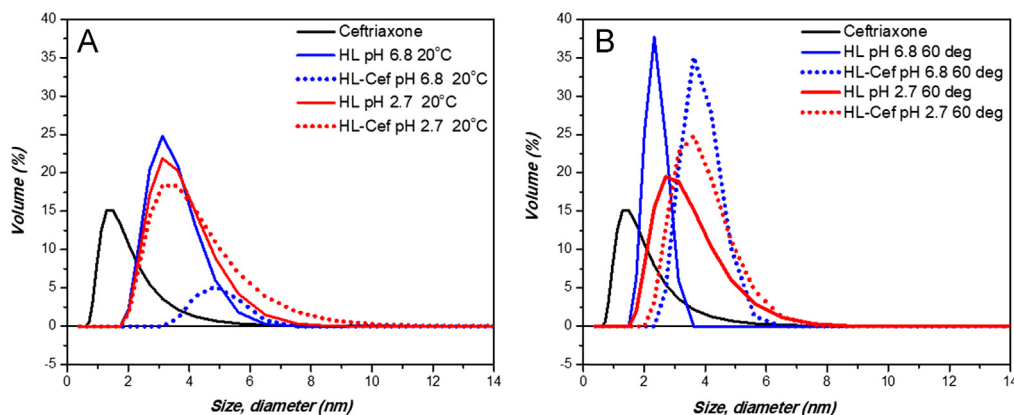 A
Ceftriaxone
HL pH 6.8 20°C
HL-Cef pH 6.8 20°C
HL pH 2.7 20°C
HL-Cef pH 2.7 20°C
40
35
30
25
20
15
10
5
0
-5
Volume (%)
0 2 4 6 8 10 12 14
Size, diameter (nm)
B
Ceftriaxone
HL pH 6.8 60 deg
HL-Cef pH 6.8 60 deg
HL pH 2.7 60 deg
HL-Cef pH 2.7 60 deg
40
35
30
25
20
15
10
5
0
-5
Volume (%)
0 2 4 6 8 10 12 14
Size, diameter (nm)